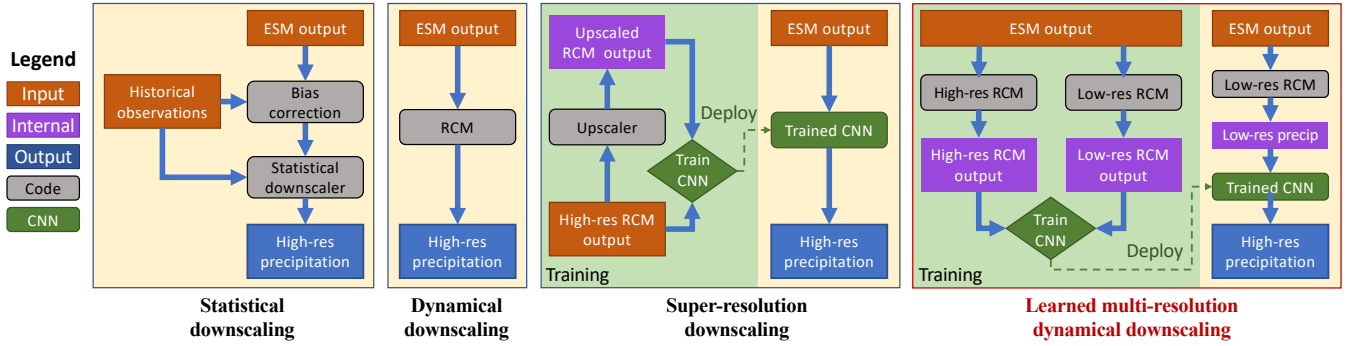 Legend
Input
Internal
Output
Code
CNN
ESM output
Historical
observations
Bias
correction
Statistical
downscaler
High-res
precipitation
Statistical
downscaling
ESM output
RCM
High-res
precipitation
Dynamical
downscaling
Upscaled
RCM output
Upscaler
High-res RCM
output
Train
CNN
Training
Deploy
ESM output
Trained CNN
High-res
precipitation
Super-resolution
downscaling
ESM output
High-res RCM
Low-res RCM
High-res RCM
output
Low-res RCM
output
Train
CNN
Training
Deploy
ESM output
Low-res RCM
Low-res precip
Trained CNN
High-res
precipitation
Learned multi-resolution
dynamical downscaling